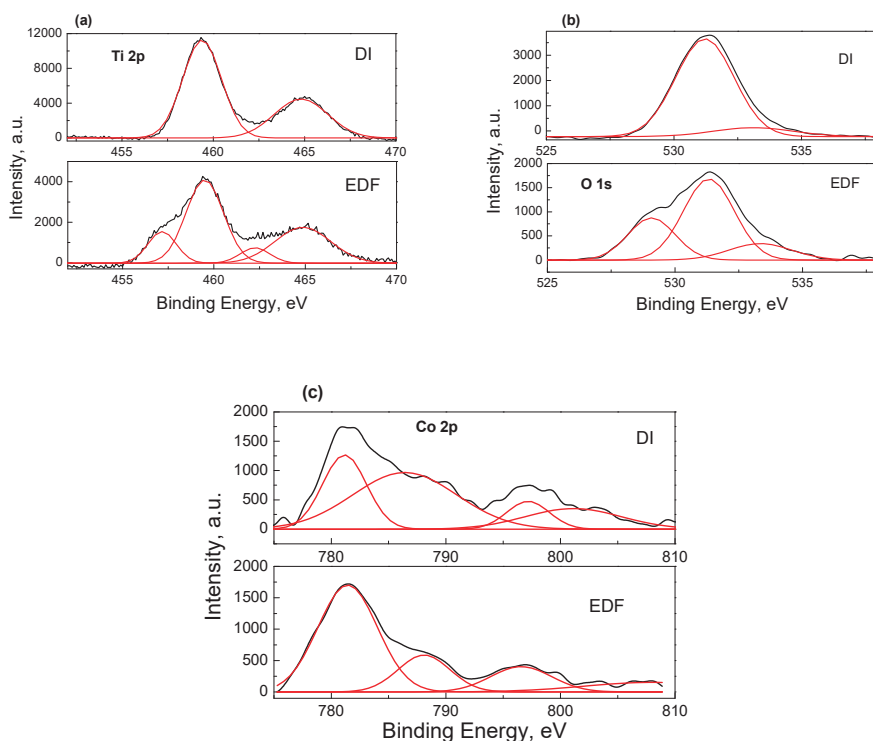 (a)
Ti 2p
DI
12000
8000
4000
0
455 460 465 470
EDF
4000
2000
0
455 460 465 470
Intensity, a.u.
Binding Energy, eV
(b)
DI
3000
2000
1000
0
525 530 535
O 1s
EDF
2000
1500
1000
500
0
525 530 535
Intensity, a.u.
Binding Energy, eV
(c)
Co 2p
DI
2000
1500
1000
500
0
780 790 800 810
EDF
2000
1500
1000
500
0
780 790 800 810
Intensity, a.u.
Binding Energy, eV